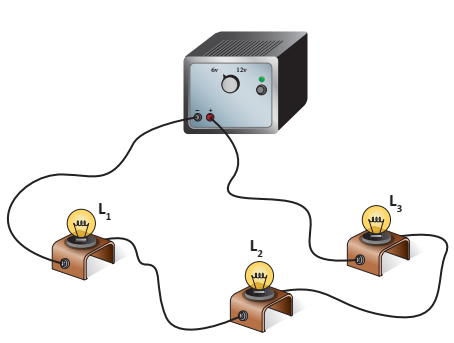 6v 12v
− +
L₁
L₂
L₃